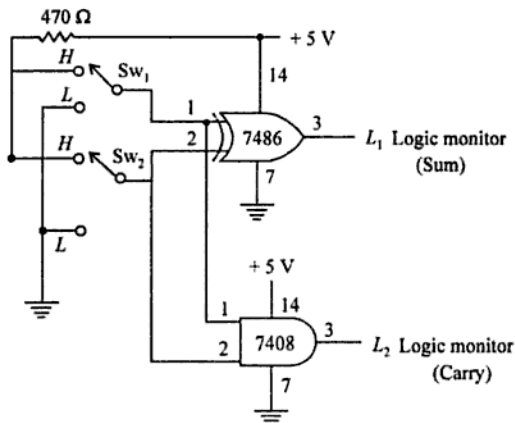 470 Ω
+ 5 V
H
Sw₁
14
L
1
3
2
7486
L₁ Logic monitor
(Sum)
H
Sw₂
7
L
+ 5 V
14
1
3
2
7408
L₂ Logic monitor
(Carry)
7